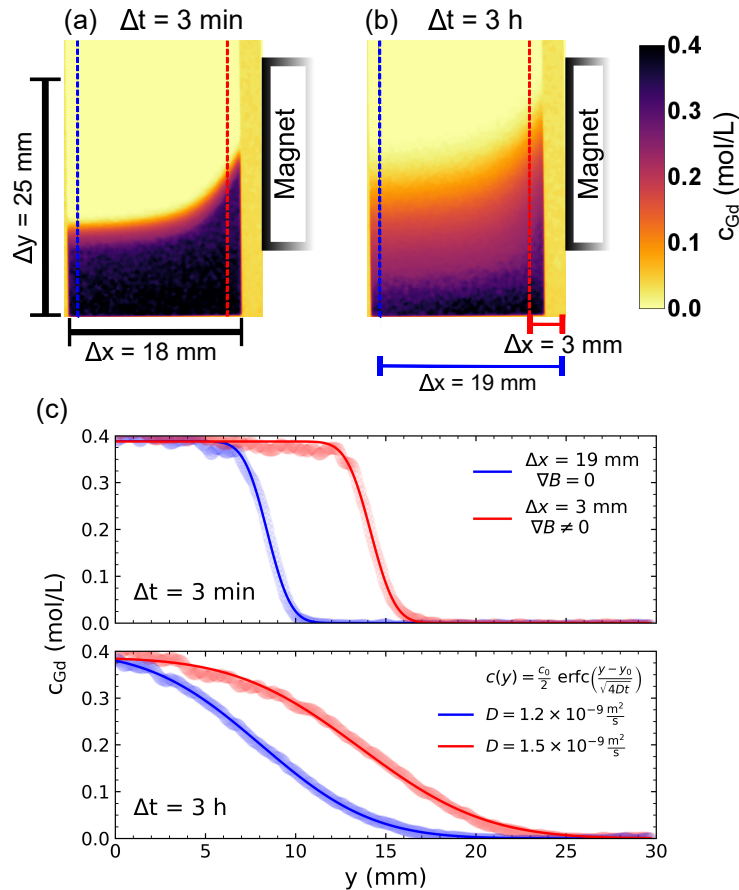 (a) Δt = 3 min
(b) Δt = 3 h
Δy = 25 mm
Magnet
Magnet
0.4
0.3
0.2
0.1
0.0
c_Gd (mol/L)
Δx = 18 mm
Δx = 3 mm
Δx = 19 mm
(c)
0.4
0.3
0.2
0.1
0.0
Δx = 19 mm
∇B = 0
Δx = 3 mm
∇B ≠ 0
Δt = 3 min
c_Gd (mol/L)
0.4
0.3
0.2
0.1
0.0
c(y) = c₀/2 erfc((y − y₀)/√(4Dt))
D = 1.2 × 10⁻⁹ m²/s
D = 1.5 × 10⁻⁹ m²/s
Δt = 3 h
0 5 10 15 20 25 30
y (mm)